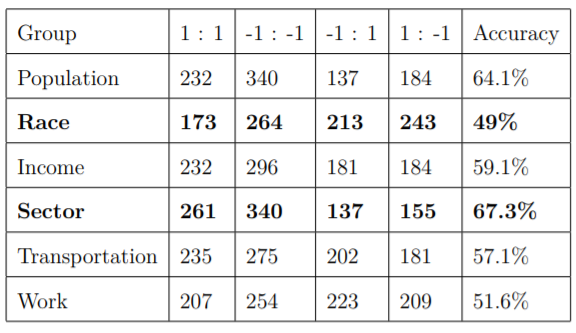 Group 1 : 1 -1 : -1 -1 : 1 1 : -1 Accuracy
Population 232 340 137 184 64.1%
Race 173 264 213 243 49%
Income 232 296 181 184 59.1%
Sector 261 340 137 155 67.3%
Transportation 235 275 202 181 57.1%
Work 207 254 223 209 51.6%